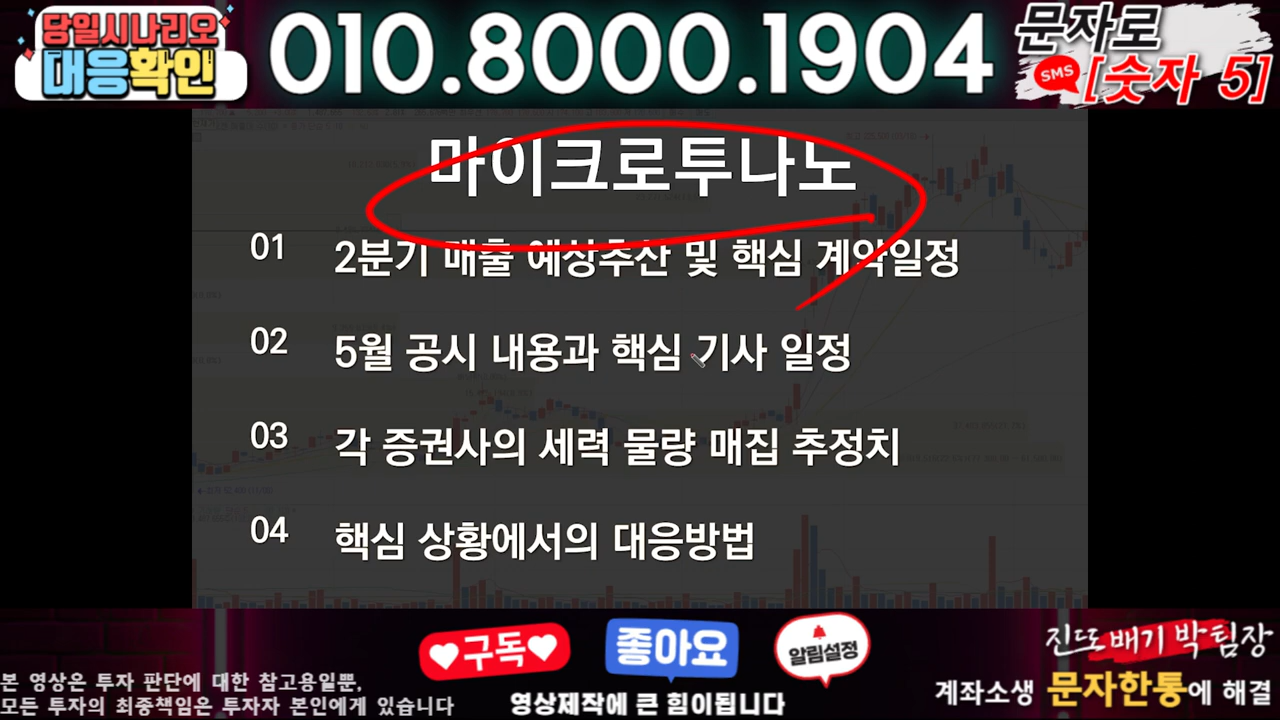 당일시나리오
대응확인
010.8000.1904
문자로
SMS [숫자 5]
마이크로투나노
01 2분기 매출 예상추산 및 핵심 계약일정
02 5월 공시 내용과 핵심 기사 일정
03 각 증권사의 세력 물량 매집 추정치
04 핵심 상황에서의 대응방법
구독
좋아요
알림설정
영상제작에 큰 힘이됩니다
본 영상은 투자 판단에 대한 참고용일뿐,
모든 투자의 최종책임은 투자자 본인에게 있습니다
진또배기 박팀장
계좌소생 문자한통에 해결